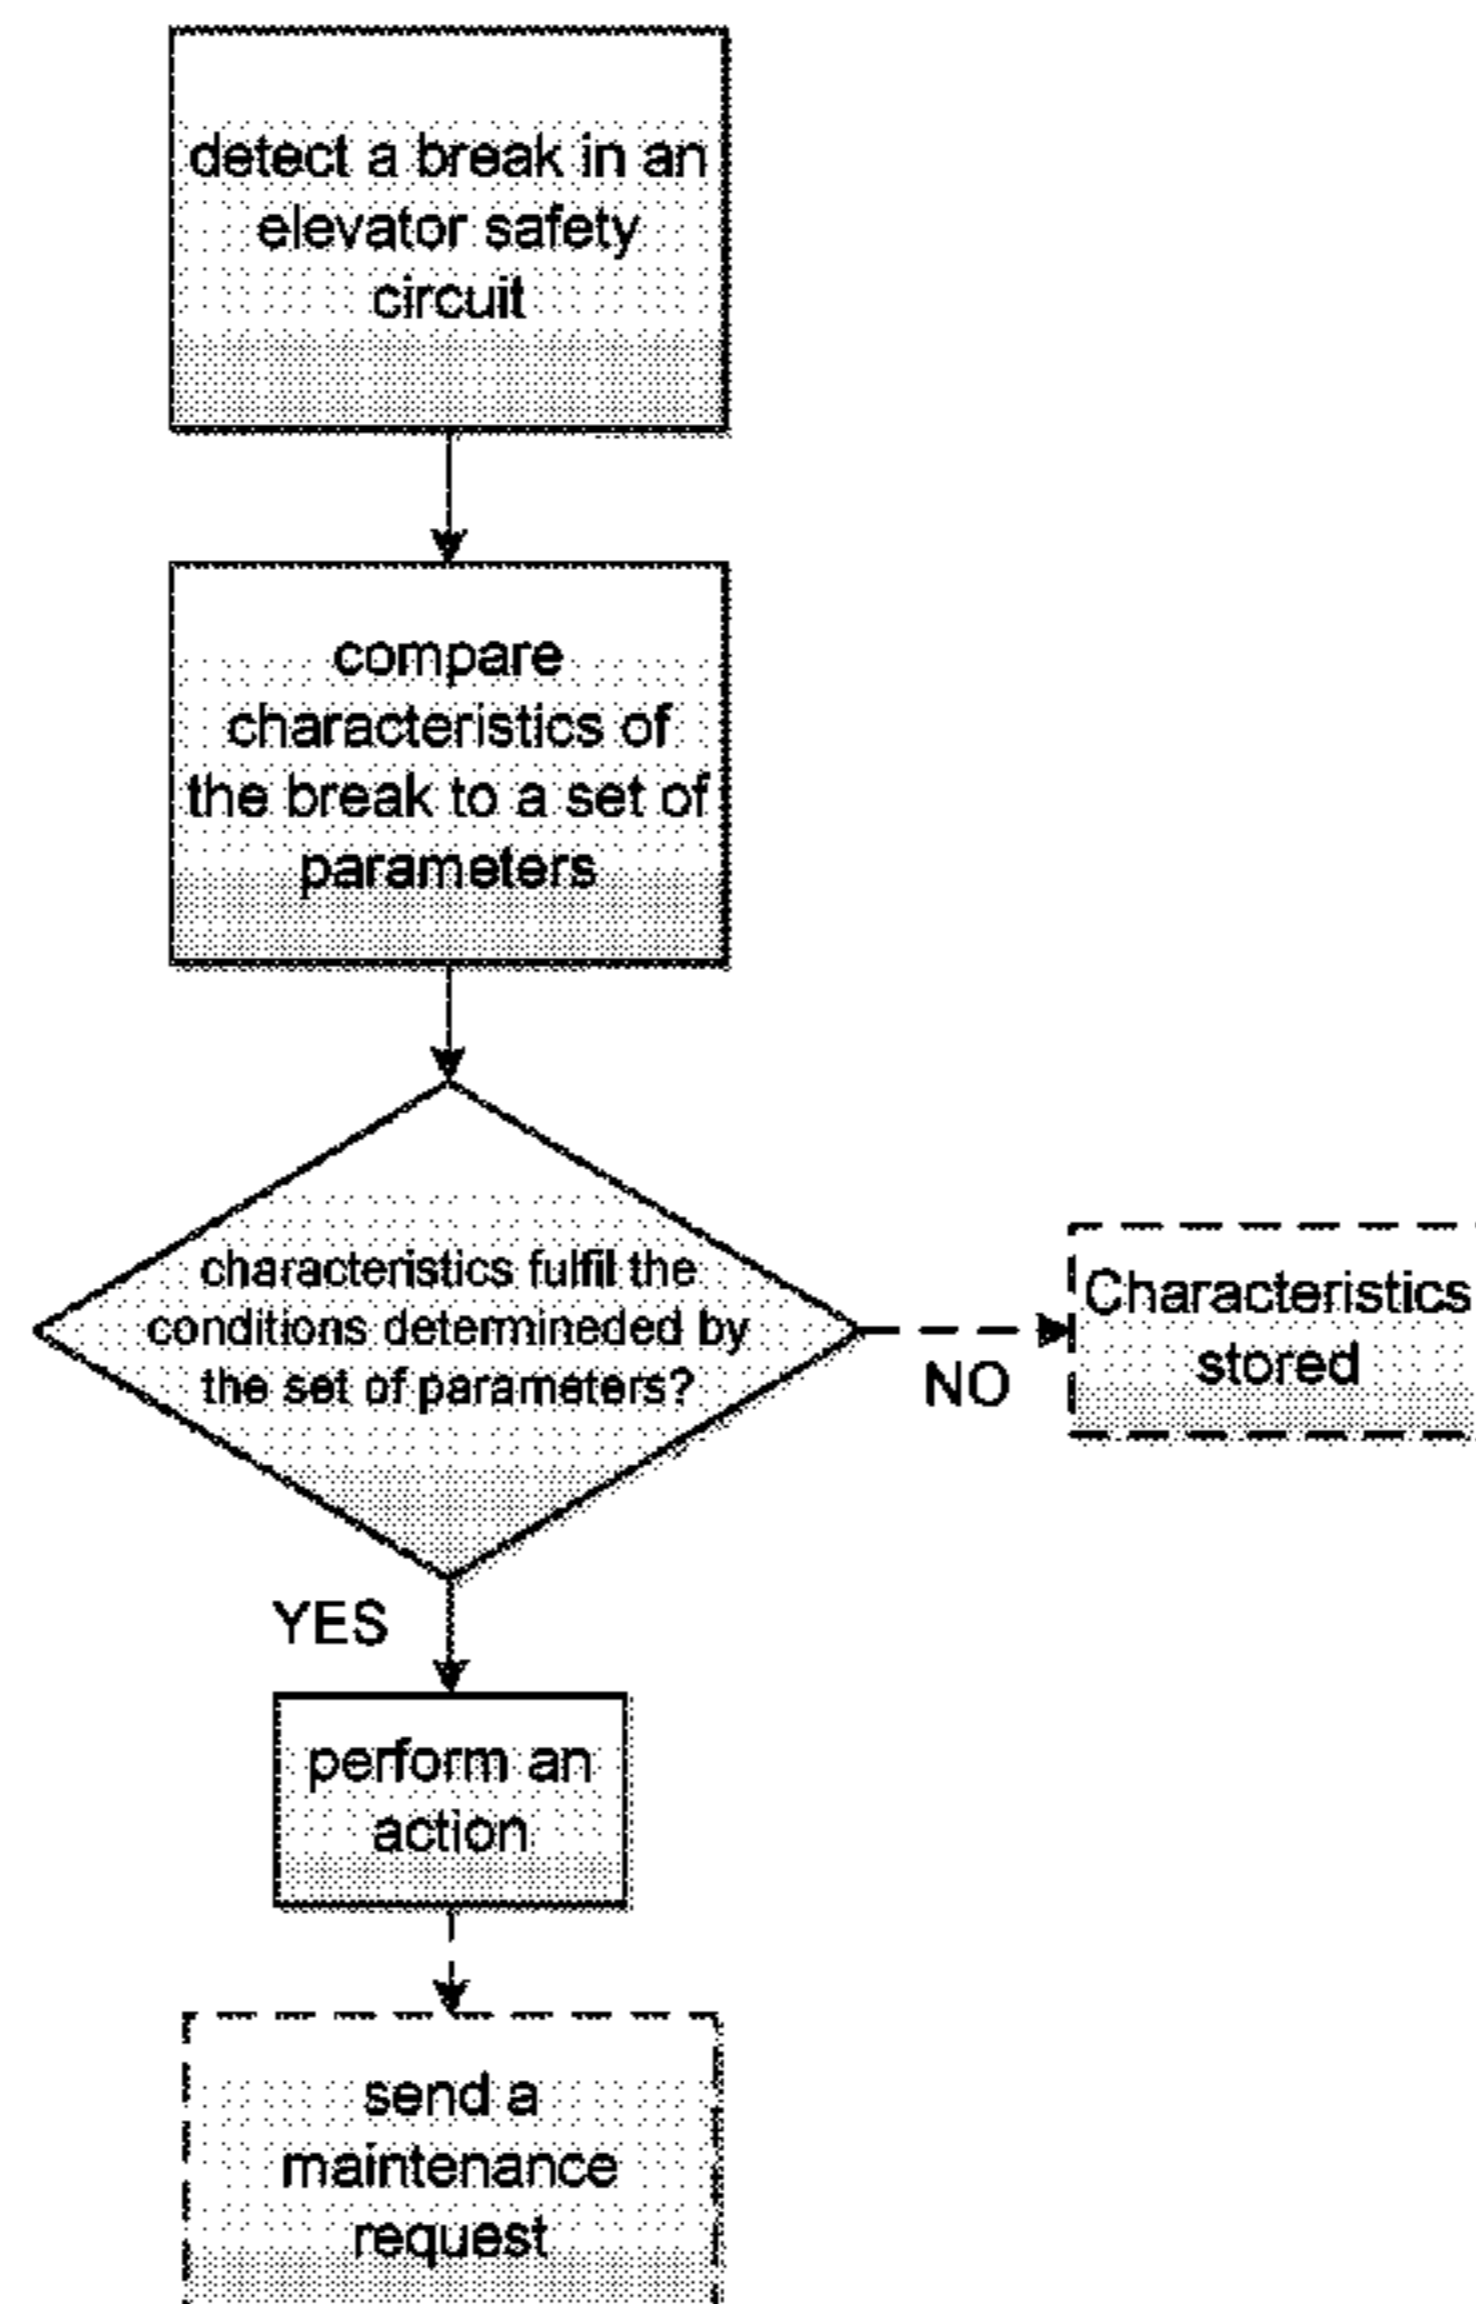 detect a break in an
elevator safety
circuit
compare
characteristics of
the break to a set of
parameters
characteristics fulfil the
conditions determineded by
the set of parameters?
NO
Characteristics
stored
YES
perform an
action
send a
maintenance
request